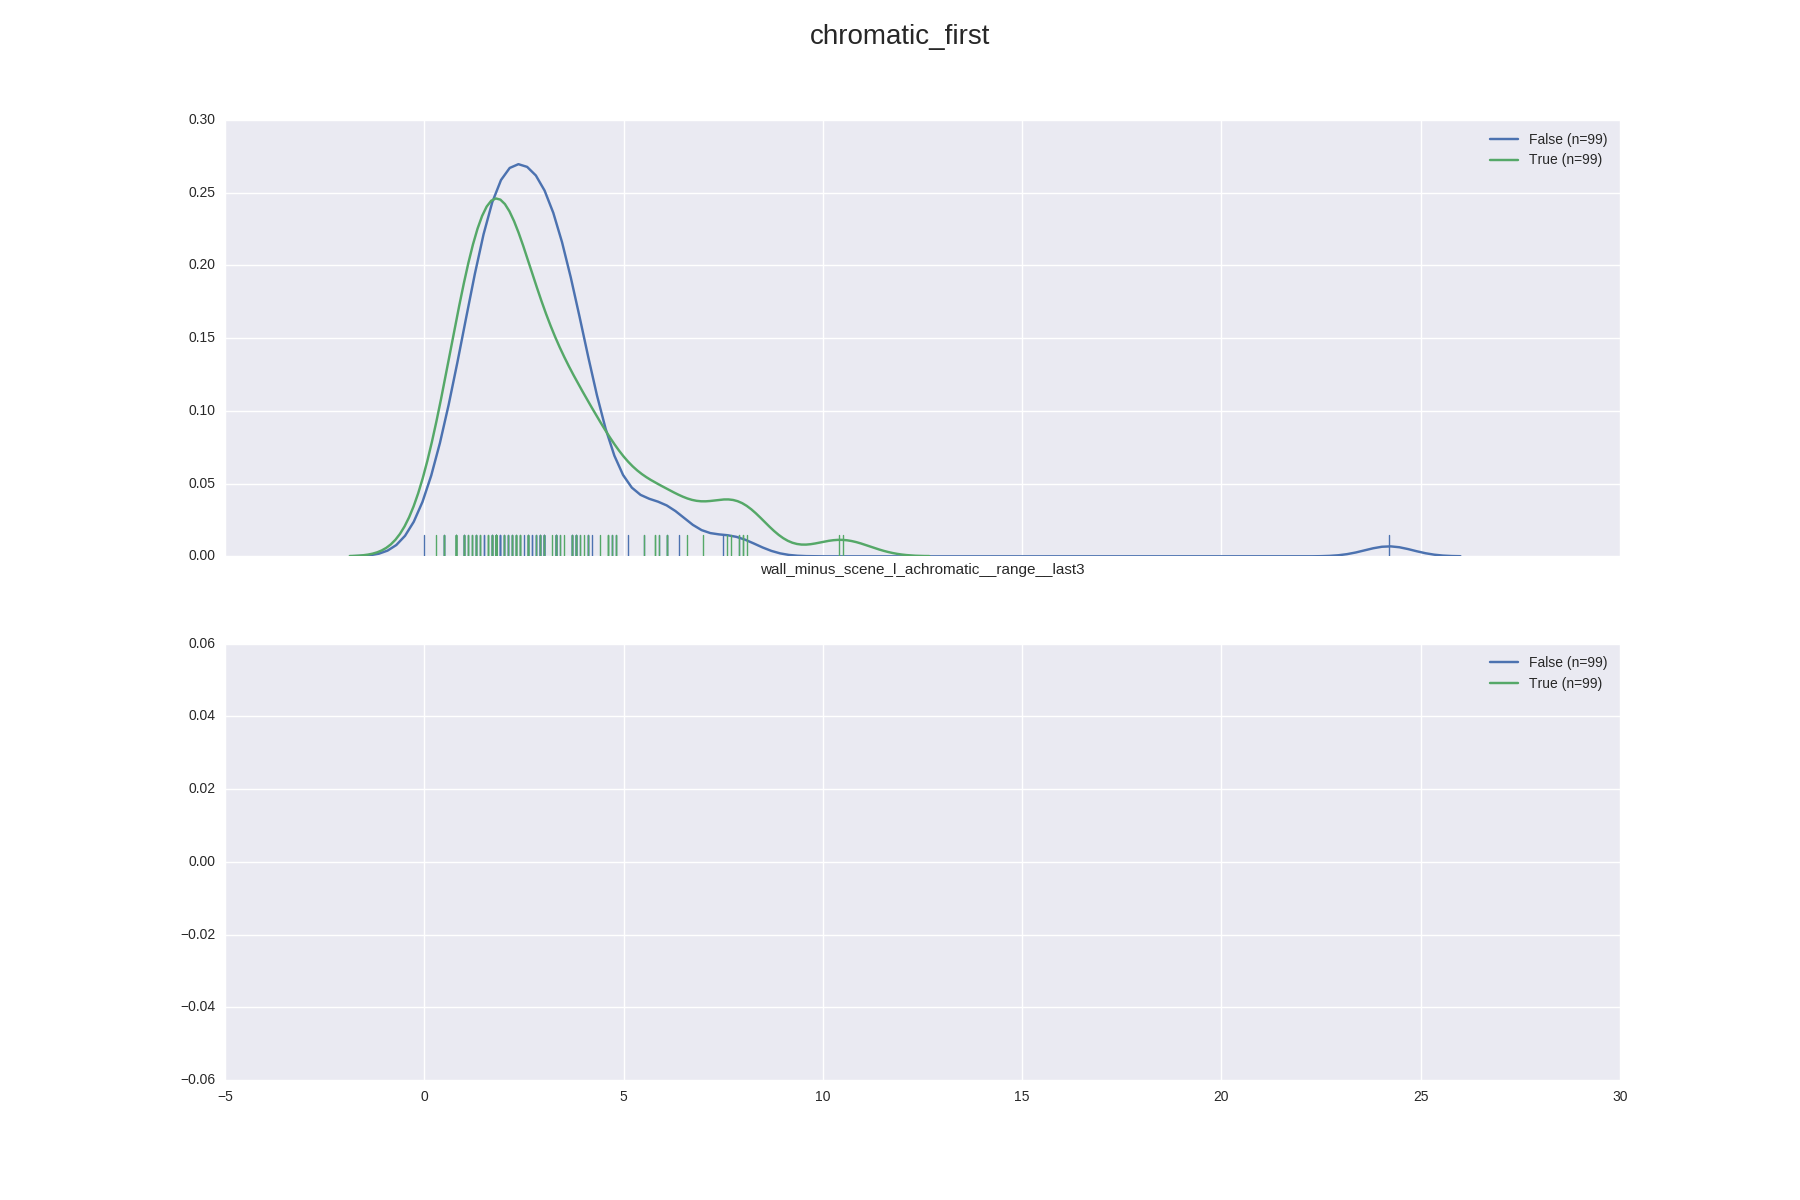 chromatic_first
0.30
0.25
0.20
0.15
0.10
0.05
0.00
False (n=99)
True (n=99)
wall_minus_scene_l_achromatic__range__last3
0.06
0.04
0.02
0.00
−0.02
−0.04
−0.06
False (n=99)
True (n=99)
−5 0 5 10 15 20 25 30